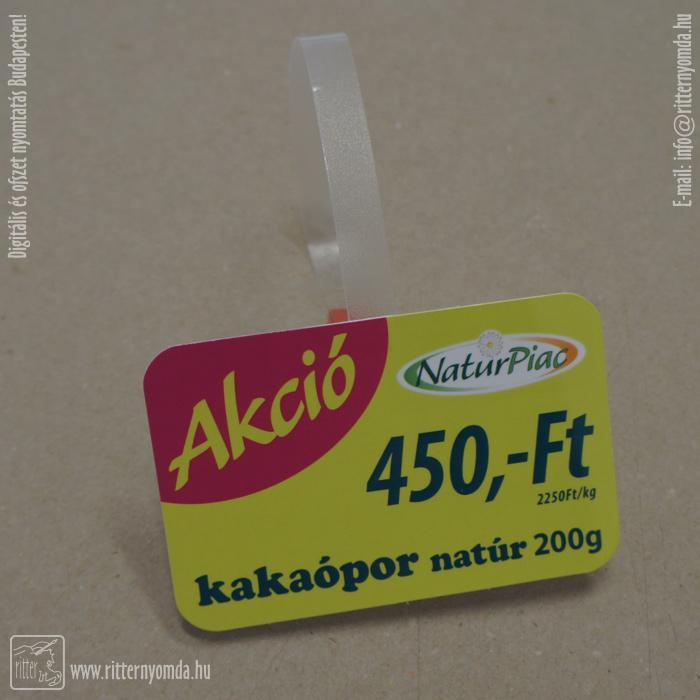 Digitális és ofszet nyomtatás Budapesten!
E-mail: info@ritternyomda.hu
Akció
NaturPiac
450,-Ft
2250Ft/kg
kakaópor natúr 200g
ritter
www.ritternyomda.hu